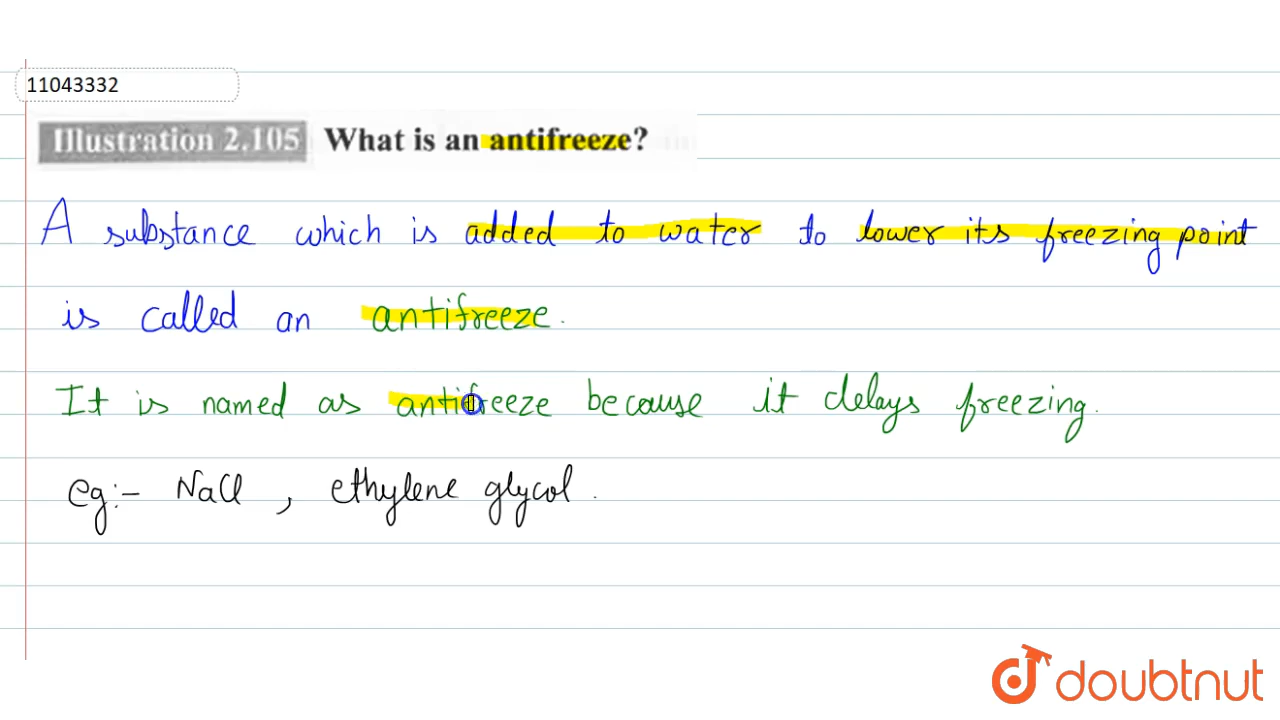 11043332
Illustration 2.105 What is an antifreeze?
A substance which is added to water to lower its freezing point
is called an antifreeze.
It is named as antifreeze because it delays freezing.
eg:- NaCl , ethylene glycol.
doubtnut